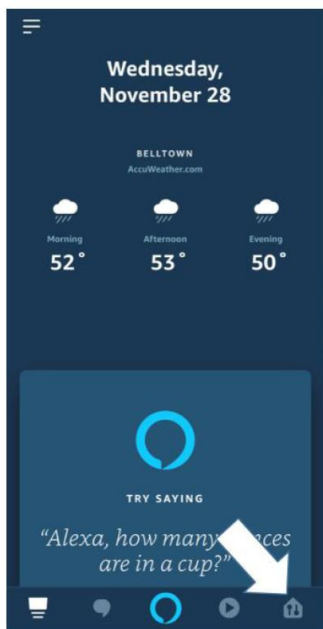 Wednesday,
November 28
BELLTOWN
AccuWeather.com
Morning Afternoon Evening
52° 53° 50°
TRY SAYING
“Alexa, how many
are in a cup?”